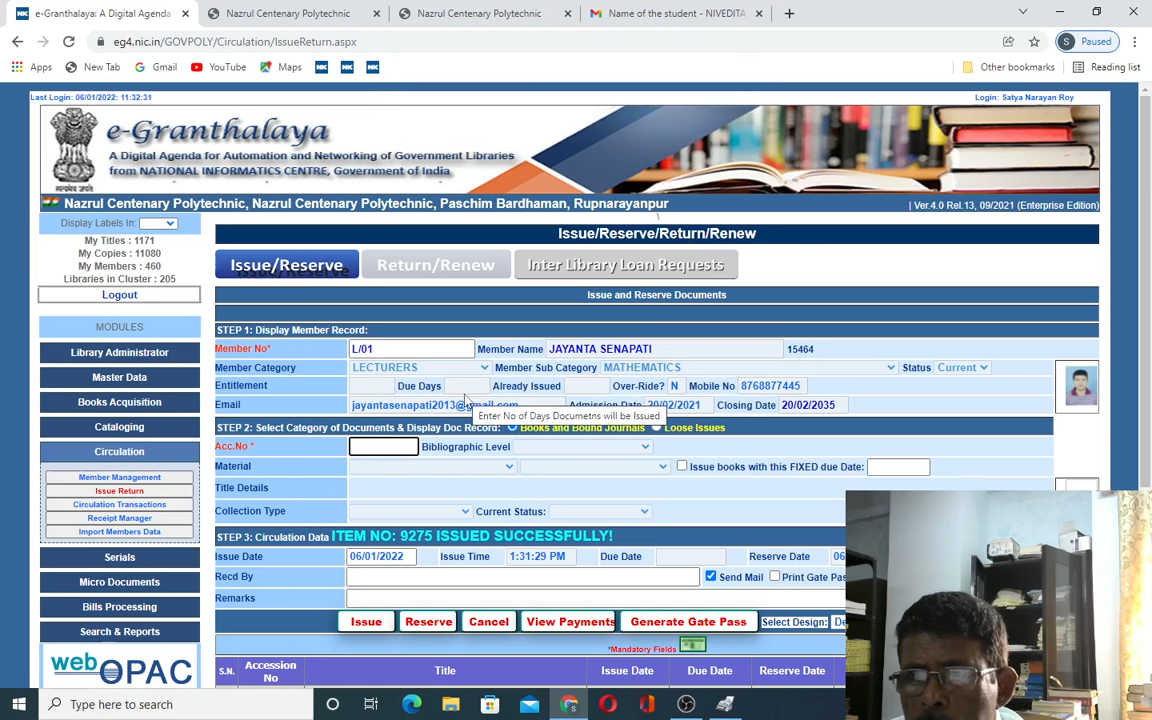 e-Granthalaya: A Digital Agenda
Nazrul Centenary Polytechnic
Nazrul Centenary Polytechnic
Name of the student - NIVEDITA
eg4.nic.in/GOVPOLY/Circulation/IssueReturn.aspx
S Paused
Apps
New Tab
Gmail
YouTube
Maps
NIC
NIC
NIC
Other bookmarks
Reading list
Last Login: 06/01/2022 11:32:31
Login: Satya Narayan Roy
e-Granthalaya
A Digital Agenda for Automation and Networking of Government Libraries
from NATIONAL INFORMATICS CENTRE, Government of India
Nazrul Centenary Polytechnic, Nazrul Centenary Polytechnic, Paschim Bardhaman, Rupnarayanpur
| Ver.4.0 Rel.13, 09/2021 (Enterprise Edition)
Display Labels In:
My Titles : 1171
My Copies : 11080
My Members : 460
Libraries in Cluster : 205
Logout
MODULES
Library Administrator
Master Data
Books Acquisition
Cataloging
Circulation
Member Management
Issue Return
Circulation Transactions
Receipt Manager
Import Members Data
Serials
Micro Documents
Bills Processing
Search & Reports
web OPAC
Issue/Reserve/Return/Renew
Issue/Reserve
Return/Renew
Inter Library Loan Requests
Issue and Reserve Documents
STEP 1: Display Member Record:
Member No* L/01 Member Name JAYANTA SENAPATI 15464
Member Category LECTURERS Member Sub Category MATHEMATICS Status Current
Entitlement Due Days Already Issued Over-Ride? N Mobile No 8768877445
Email jayantasenapati2013@gmail.com Admission Date 20/02/2021 Closing Date 20/02/2035
Enter No of Days Documetns will be Issued
STEP 2: Select Category of Documents & Display Doc Record: Books and Bound Journals Loose Issues
Acc.No * Bibliographic Level
Material Issue books with this FIXED due Date:
Title Details
Collection Type Current Status:
STEP 3: Circulation Data ITEM NO: 9275 ISSUED SUCCESSFULLY!
Issue Date 06/01/2022 Issue Time 1:31:29 PM Due Date Reserve Date 06
Recd By Send Mail Print Gate Pas
Remarks
Issue Reserve Cancel View Payments Generate Gate Pass Select Design: De
*Mandatory Fields
S.N. Accession No Title Issue Date Due Date Reserve Date
Type here to search